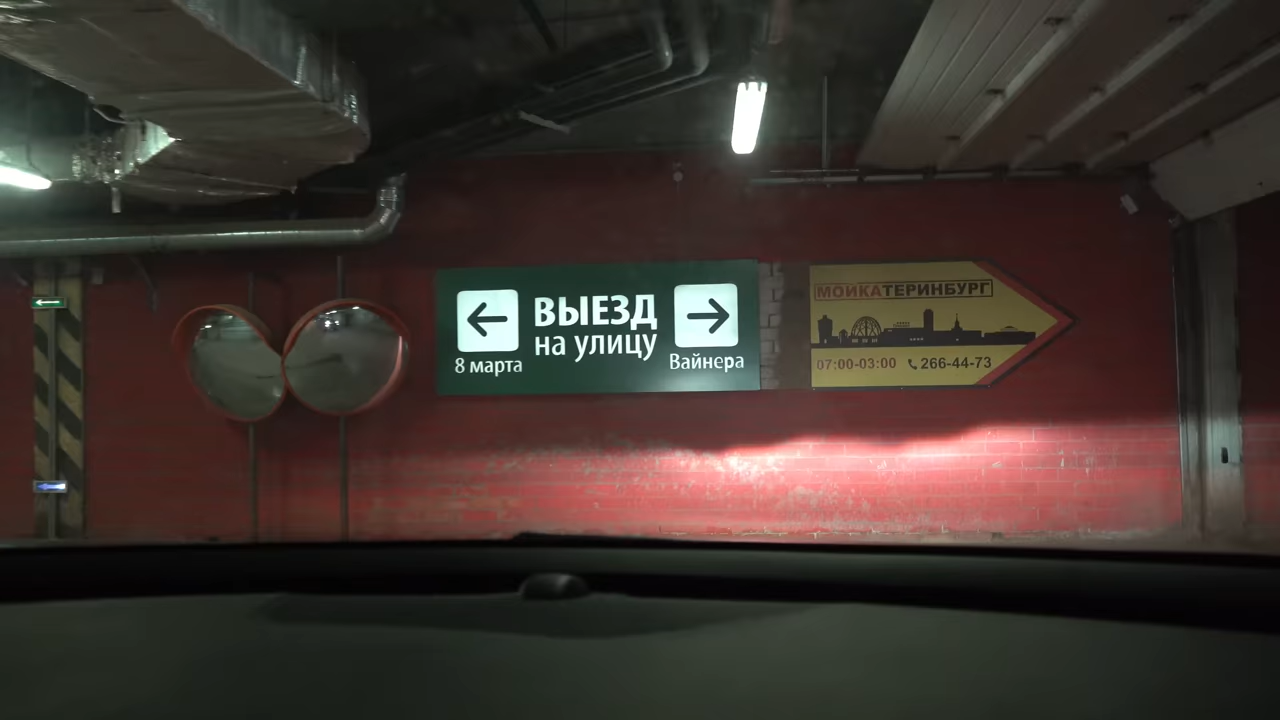 ВЫЕЗД
на улицу
8 марта
Вайнера
МОЙКАТЕРИНБУРГ
07:00-03:00 266-44-73